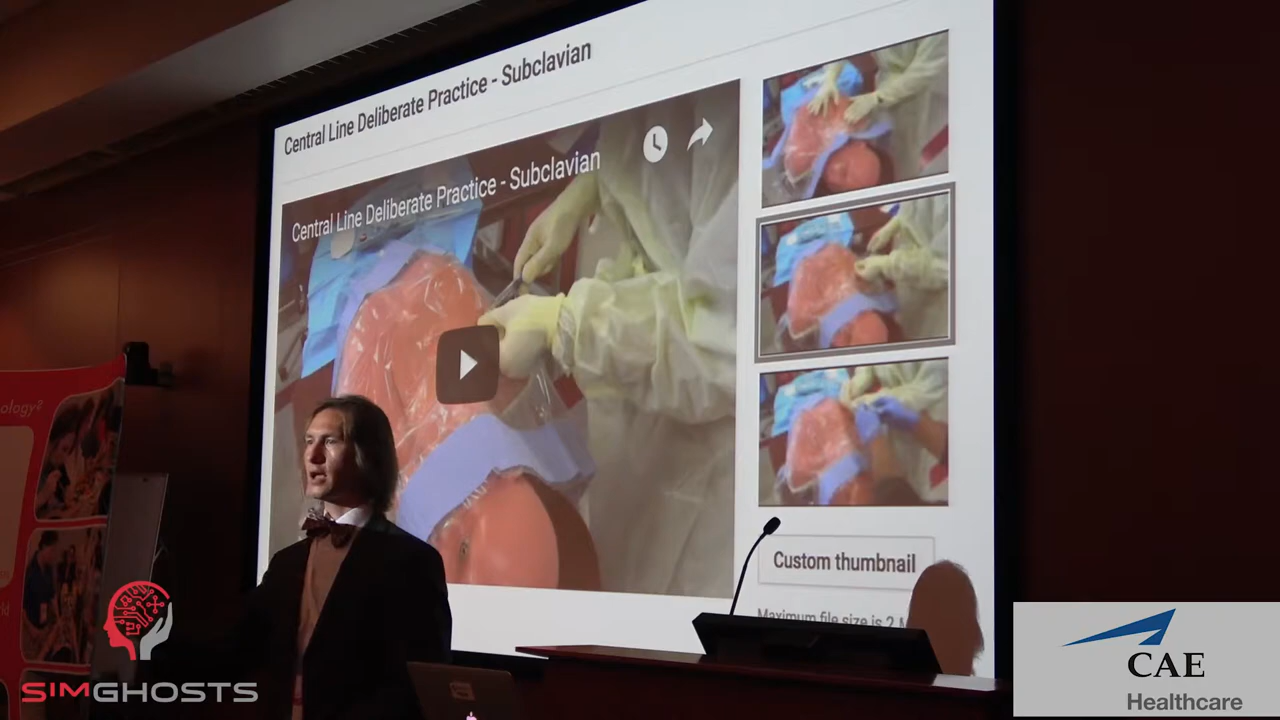 Central Line Deliberate Practice - Subclavian
Central Line Deliberate Practice - Subclavian
Custom thumbnail
Maximum file size is 2
ology?
SIMGHOSTS
CAE
Healthcare